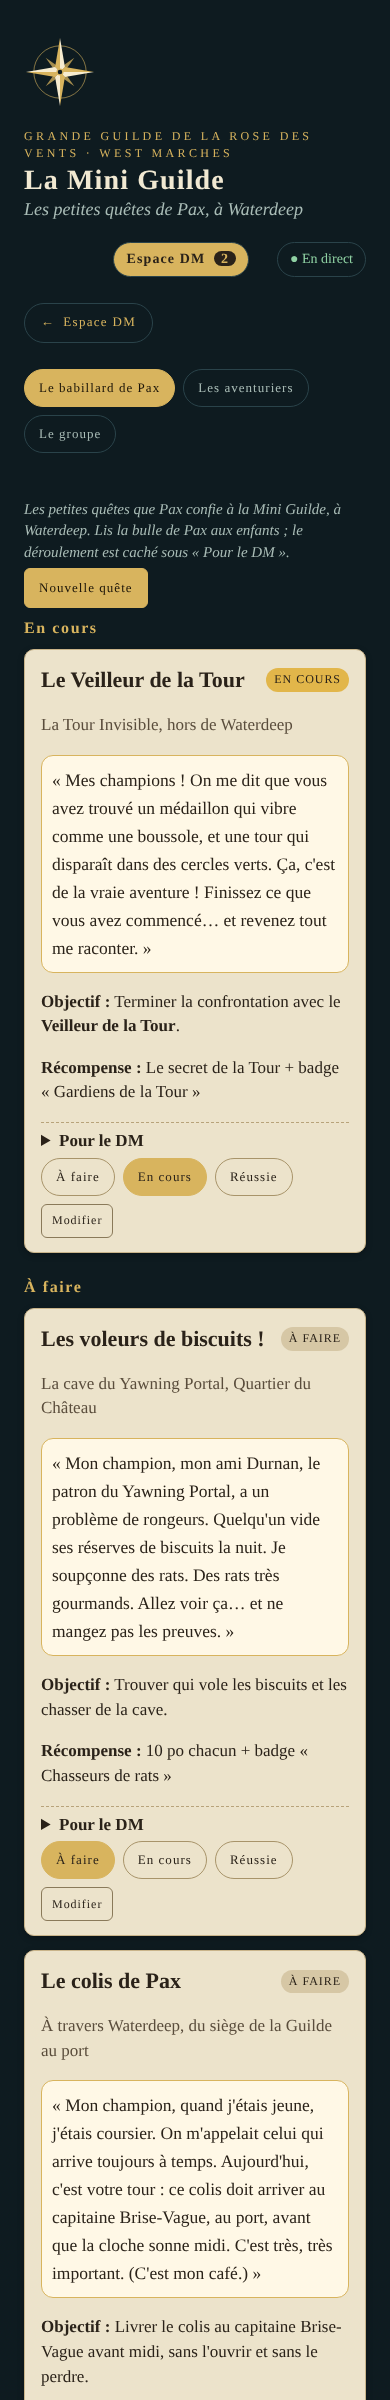 GRANDE GUILDE DE LA ROSE DES
VENTS · WEST MARCHES
La Mini Guilde
Les petites quêtes de Pax, à Waterdeep
Espace DM 2
● En direct
← Espace DM
Le babillard de Pax
Les aventuriers
Le groupe
Les petites quêtes que Pax confie à la Mini Guilde, à
Waterdeep. Lis la bulle de Pax aux enfants ; le
déroulement est caché sous « Pour le DM ».
Nouvelle quête
En cours
Le Veilleur de la Tour
EN COURS
La Tour Invisible, hors de Waterdeep
« Mes champions ! On me dit que vous
avez trouvé un médaillon qui vibre
comme une boussole, et une tour qui
disparaît dans des cercles verts. Ça, c'est
de la vraie aventure ! Finissez ce que
vous avez commencé… et revenez tout
me raconter. »
Objectif : Terminer la confrontation avec le
Veilleur de la Tour.
Récompense : Le secret de la Tour + badge
« Gardiens de la Tour »
▶ Pour le DM
À faire
En cours
Réussie
Modifier
À faire
Les voleurs de biscuits !
À FAIRE
La cave du Yawning Portal, Quartier du
Château
« Mon champion, mon ami Durnan, le
patron du Yawning Portal, a un
problème de rongeurs. Quelqu'un vide
ses réserves de biscuits la nuit. Je
soupçonne des rats. Des rats très
gourmands. Allez voir ça… et ne
mangez pas les preuves. »
Objectif : Trouver qui vole les biscuits et les
chasser de la cave.
Récompense : 10 po chacun + badge «
Chasseurs de rats »
▶ Pour le DM
À faire
En cours
Réussie
Modifier
Le colis de Pax
À FAIRE
À travers Waterdeep, du siège de la Guilde
au port
« Mon champion, quand j'étais jeune,
j'étais coursier. On m'appelait celui qui
arrive toujours à temps. Aujourd'hui,
c'est votre tour : ce colis doit arriver au
capitaine Brise-Vague, au port, avant
que la cloche sonne midi. C'est très, très
important. (C'est mon café.) »
Objectif : Livrer le colis au capitaine Brise-
Vague avant midi, sans l'ouvrir et sans le
perdre.